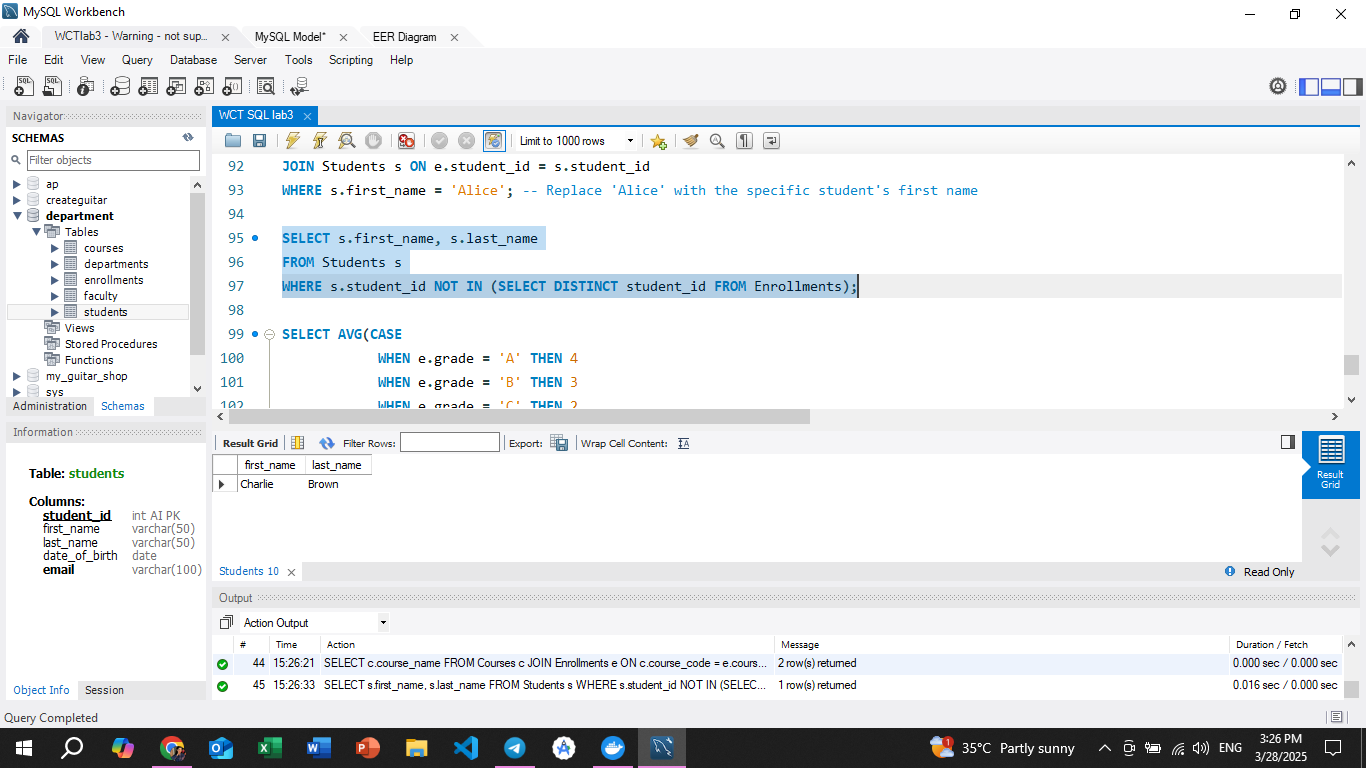 MySQL Workbench
WCTlab3 - Warning - not sup...
MySQL Model*
EER Diagram
File Edit View Query Database Server Tools Scripting Help
Navigator
SCHEMAS
Filter objects
ap
createguitar
department
Tables
courses
departments
enrollments
faculty
students
Views
Stored Procedures
Functions
my_guitar_shop
sys
Administration Schemas
Information
Table: students
Columns:
student_id int AI PK
first_name varchar(50)
last_name varchar(50)
date_of_birth date
email varchar(100)
Object Info Session
WCT SQL lab3
Limit to 1000 rows
92 JOIN Students s ON e.student_id = s.student_id
93 WHERE s.first_name = 'Alice'; -- Replace 'Alice' with the specific student's first name
94
95 SELECT s.first_name, s.last_name
96 FROM Students s
97 WHERE s.student_id NOT IN (SELECT DISTINCT student_id FROM Enrollments);
98
99 SELECT AVG(CASE
100 WHEN e.grade = 'A' THEN 4
101 WHEN e.grade = 'B' THEN 3
102 WHEN e.grade = 'C' THEN 2
Result Grid Filter Rows: Export: Wrap Cell Content:
first_name last_name
Charlie Brown
Result
Grid
Students 10
Read Only
Output
Action Output
# Time Action Message Duration / Fetch
44 15:26:21 SELECT c.course_name FROM Courses c JOIN Enrollments e ON c.course_code = e.cours... 2 row(s) returned 0.000 sec / 0.000 sec
45 15:26:33 SELECT s.first_name, s.last_name FROM Students s WHERE s.student_id NOT IN (SELEC... 1 row(s) returned 0.016 sec / 0.000 sec
Query Completed
1
35°C Partly sunny
ENG
3:26 PM
3/28/2025